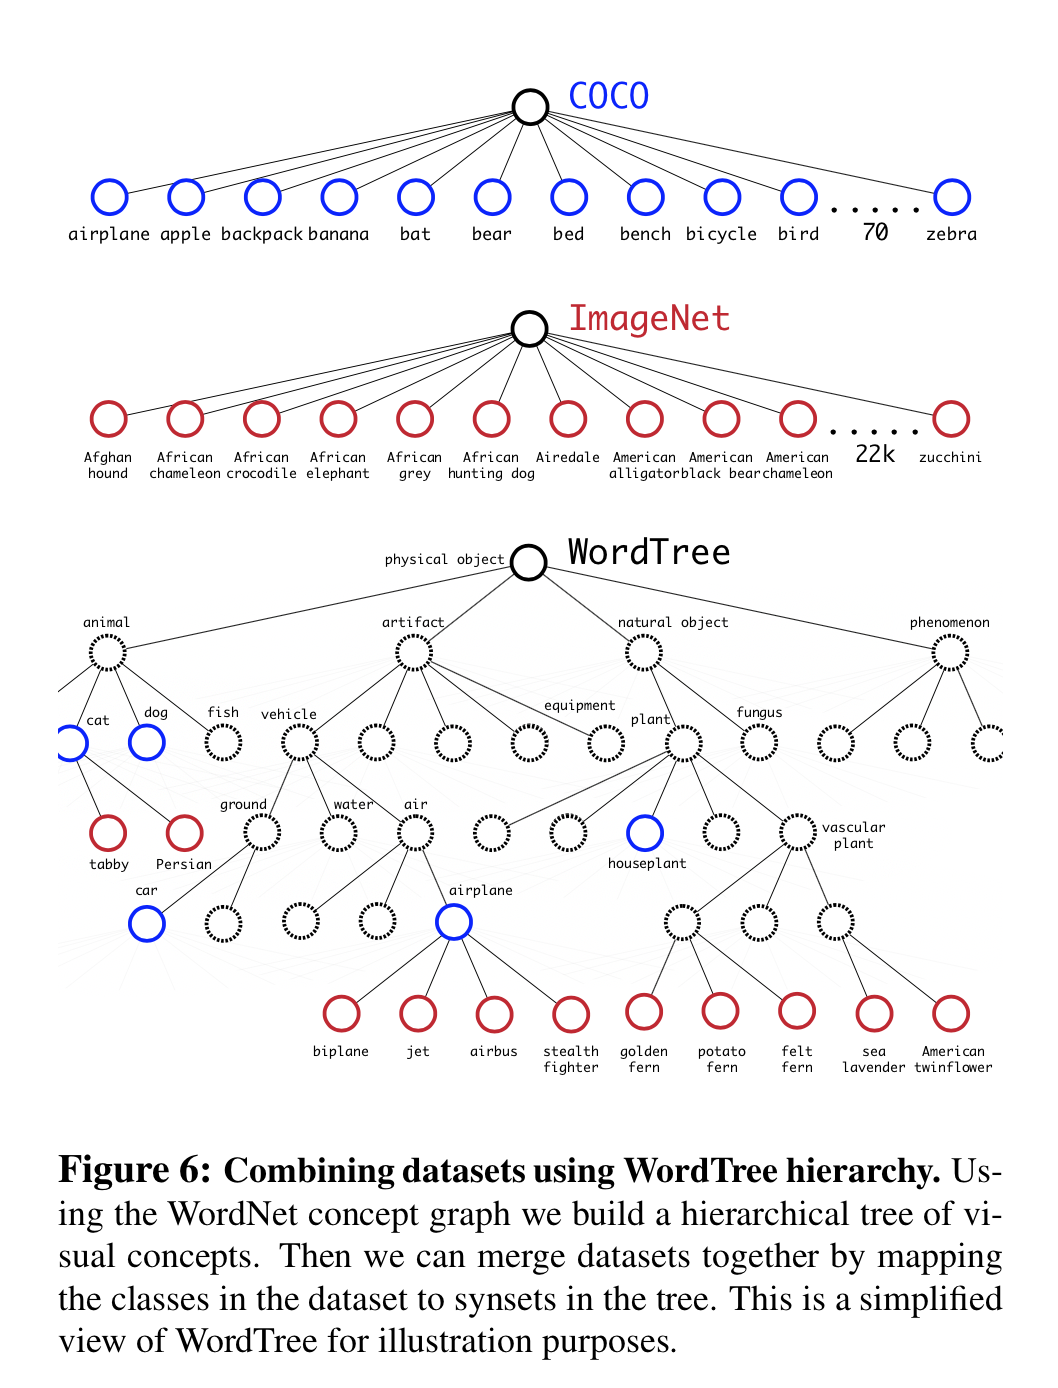 COCO
airplane apple backpack banana bat bear bed bench bicycle bird 70 zebra
ImageNet
Afghan hound
African chameleon
African crocodile
African elephant
African grey
African hunting dog
Airedale
American alligator
American black bear
American chameleon
22k
zucchini
WordTree
physical object
animal artifact natural object phenomenon
cat dog fish vehicle equipment plant fungus
ground water air
vascular
plant
tabby Persian houseplant
car airplane
biplane
jet
airbus
stealth
fighter
golden
fern
potato
fern
felt
fern
sea
lavender
American
twinflower
Figure 6: Combining datasets using WordTree hierarchy. Us-
ing the WordNet concept graph we build a hierarchical tree of vi-
sual concepts. Then we can merge datasets together by mapping
the classes in the dataset to synsets in the tree. This is a simplified
view of WordTree for illustration purposes.